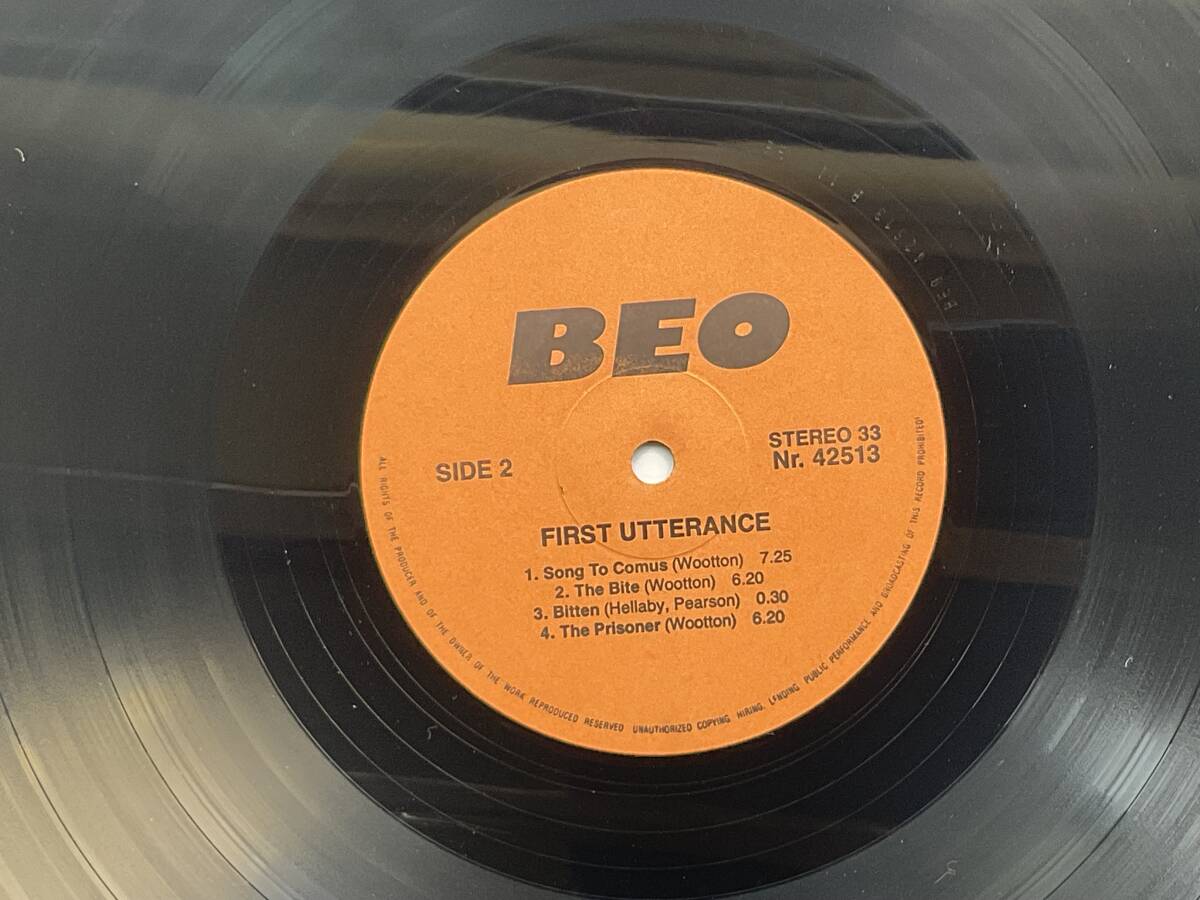 BEO
SIDE 2
STEREO 33
Nr. 42513
FIRST UTTERANCE
1. Song To Comus (Wootton) 7.25
2. The Bite (Wootton) 6.20
3. Bitten (Hellaby, Pearson) 0.30
4. The Prisoner (Wootton) 6.20
ALL RIGHTS OF THE PRODUCER AND OF THE OWNER OF THE WORK REPRODUCED RESERVED UNAUTHORIZED COPYING, HIRING, LENDING PUBLIC PERFORMANCE AND BROADCASTING OF THIS RECORD PROHIBITED'